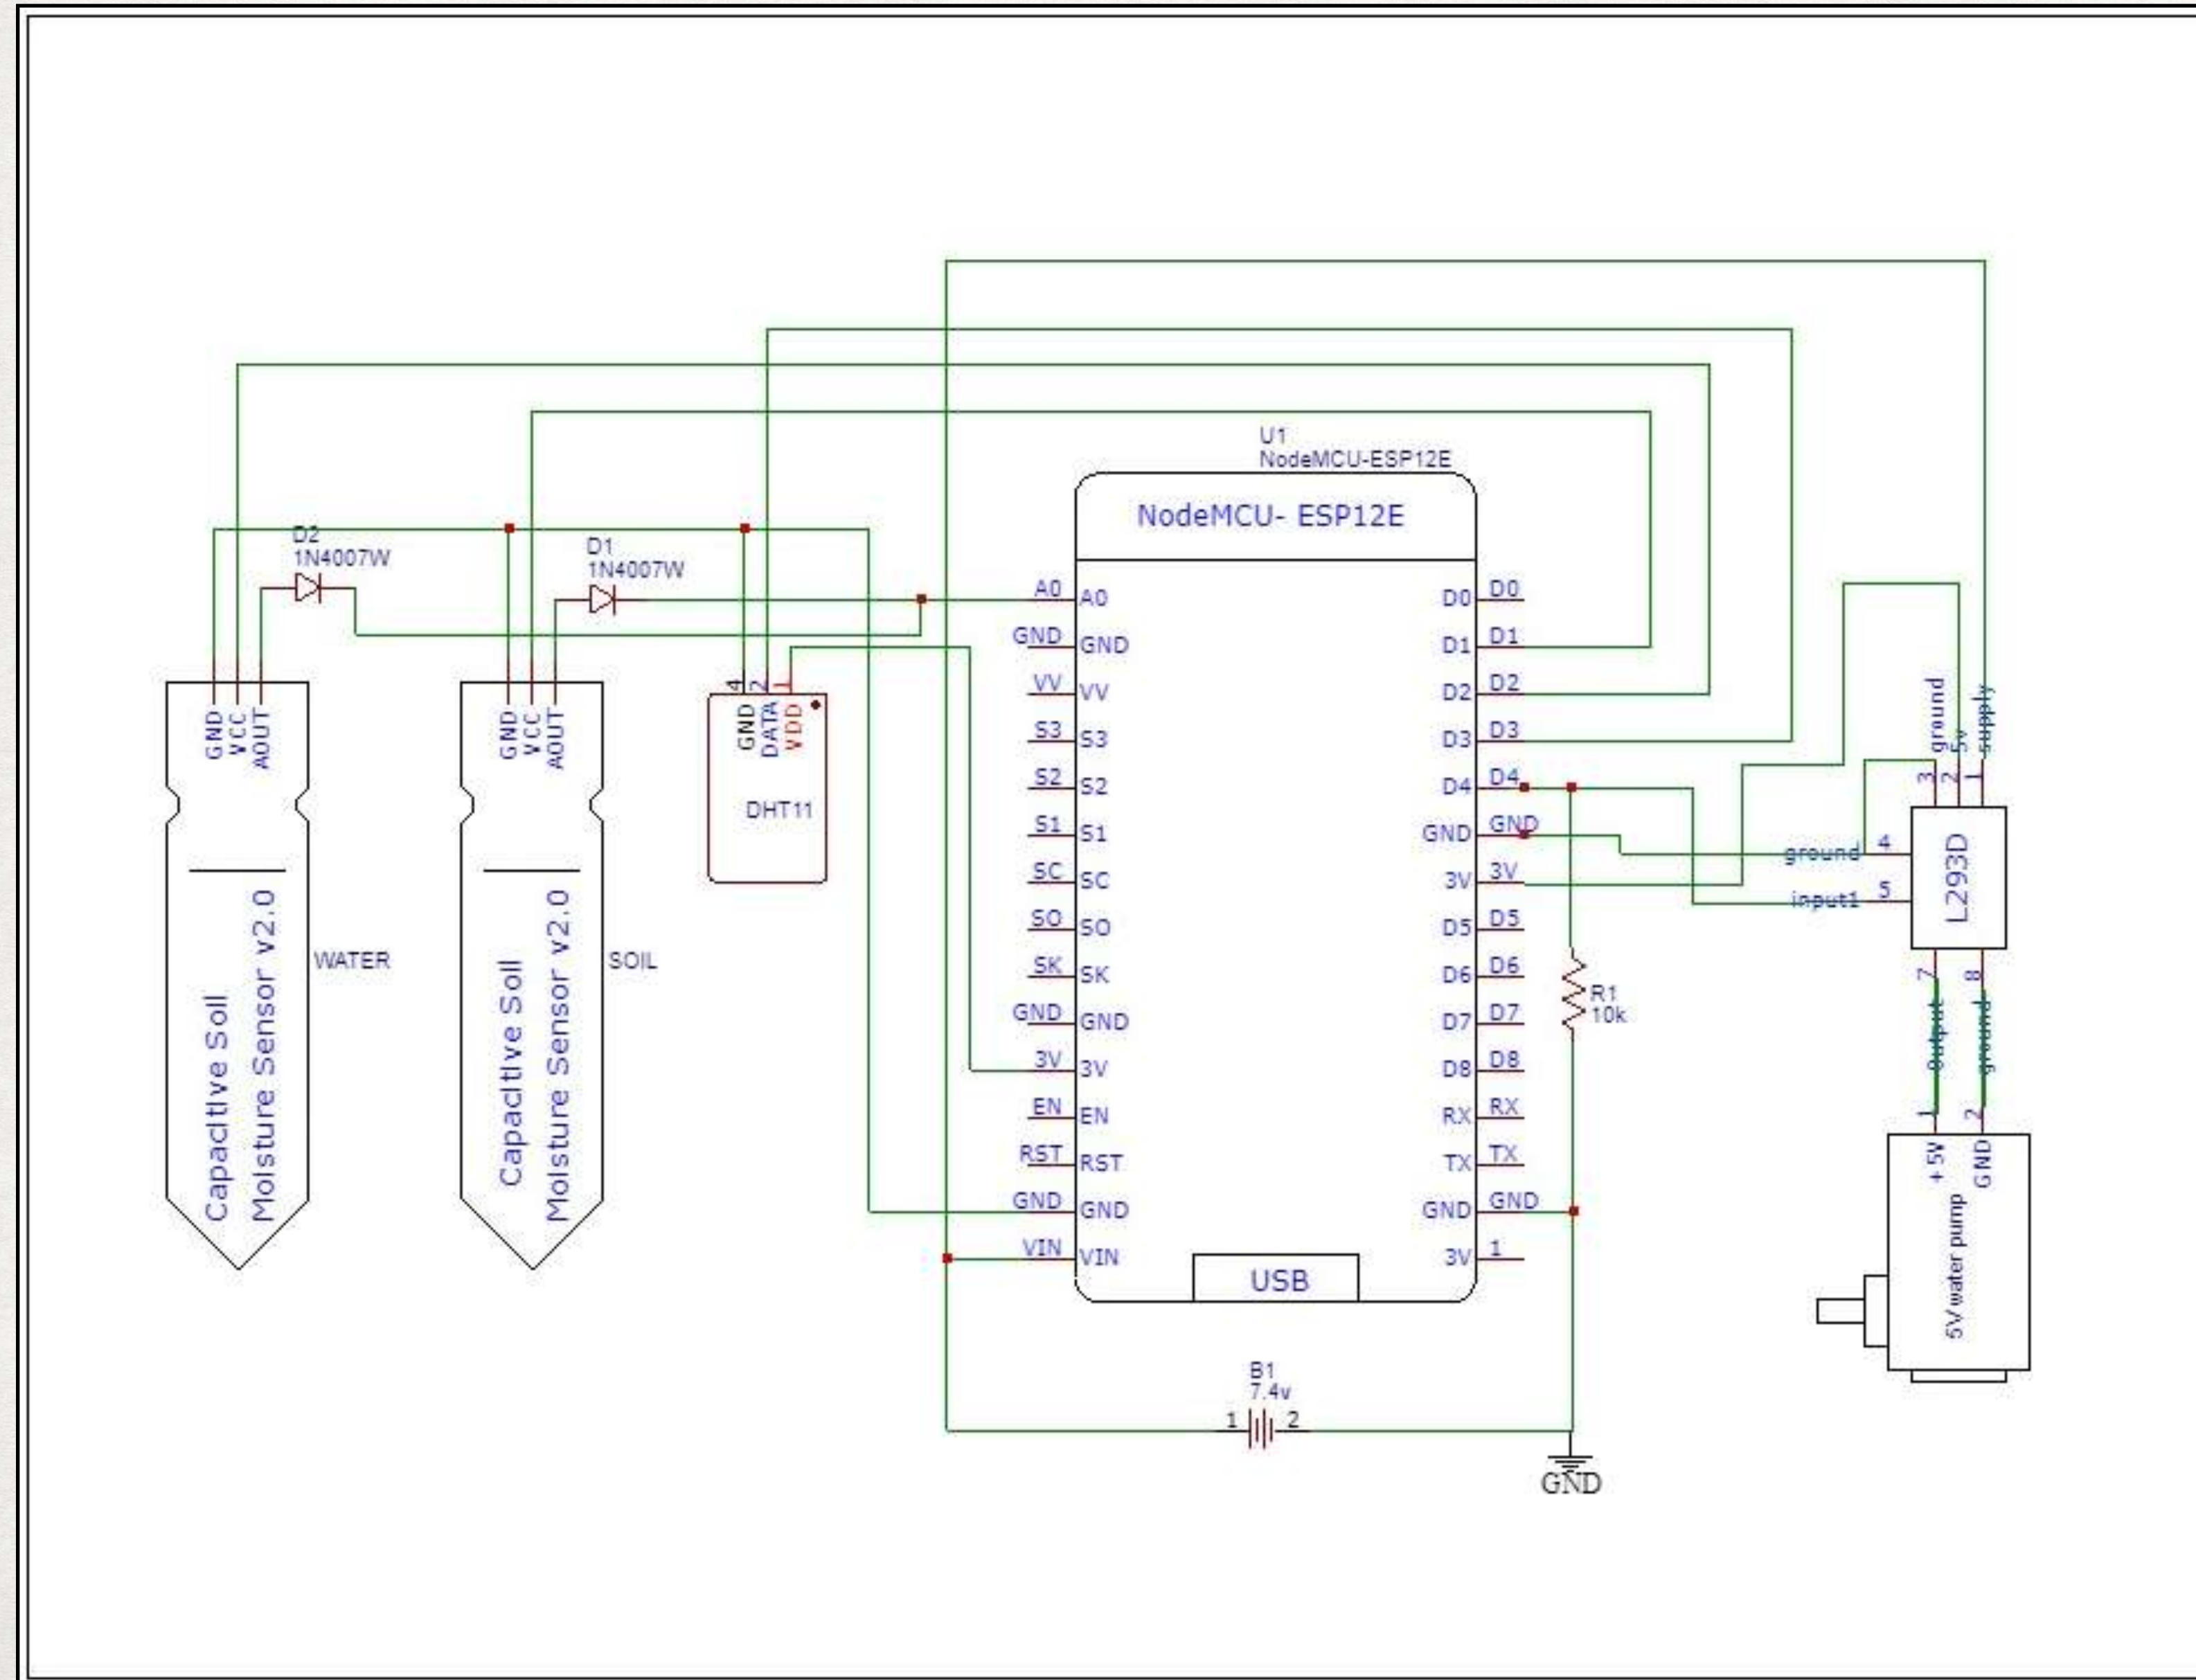 U1
NodeMCU-ESP12E
NodeMCU- ESP12E
D2
1N4007W
D1
1N4007W
A0 A0
GND GND
VV VV
S3 S3
S2 S2
S1 S1
SC SC
SO SO
SK SK
GND GND
3V 3V
EN EN
RST RST
GND GND
VIN VIN
D0 D0
D1 D1
D2 D2
D3 D3
D4 D4
GND GND
3V 3V
D5 D5
D6 D6
D7 D7
D8 D8
RX RX
TX TX
GND GND
3V 1
USB
GND
VCC
AOUT
Capacitive Soil
Moisture Sensor v2.0
WATER
GND
VCC
AOUT
Capacitive Soil
Moisture Sensor v2.0
SOIL
4
2
1
GND
DATA
VDD
DHT11
R1
10k
ground
5v
supply
3
2
1
ground 4
input1 5
L293D
7
8
Output
ground
1
2
+5V
GND
5V water pump
B1
7.4v
1 2
GND